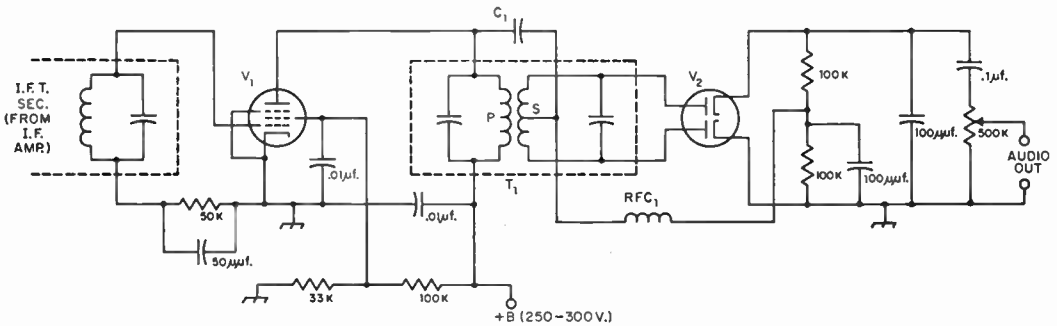 I.F.T.
SEC.
(FROM
I.F.
AMP.)
V₁
.01μf.
50K
50μμf.
33K
100K
.01μf.
+B (250-300V.)
C₁
P
S
T₁
RFC₁
V₂
100K
100K
100μμf.
100μμf.
.1μf.
500K
AUDIO
OUT